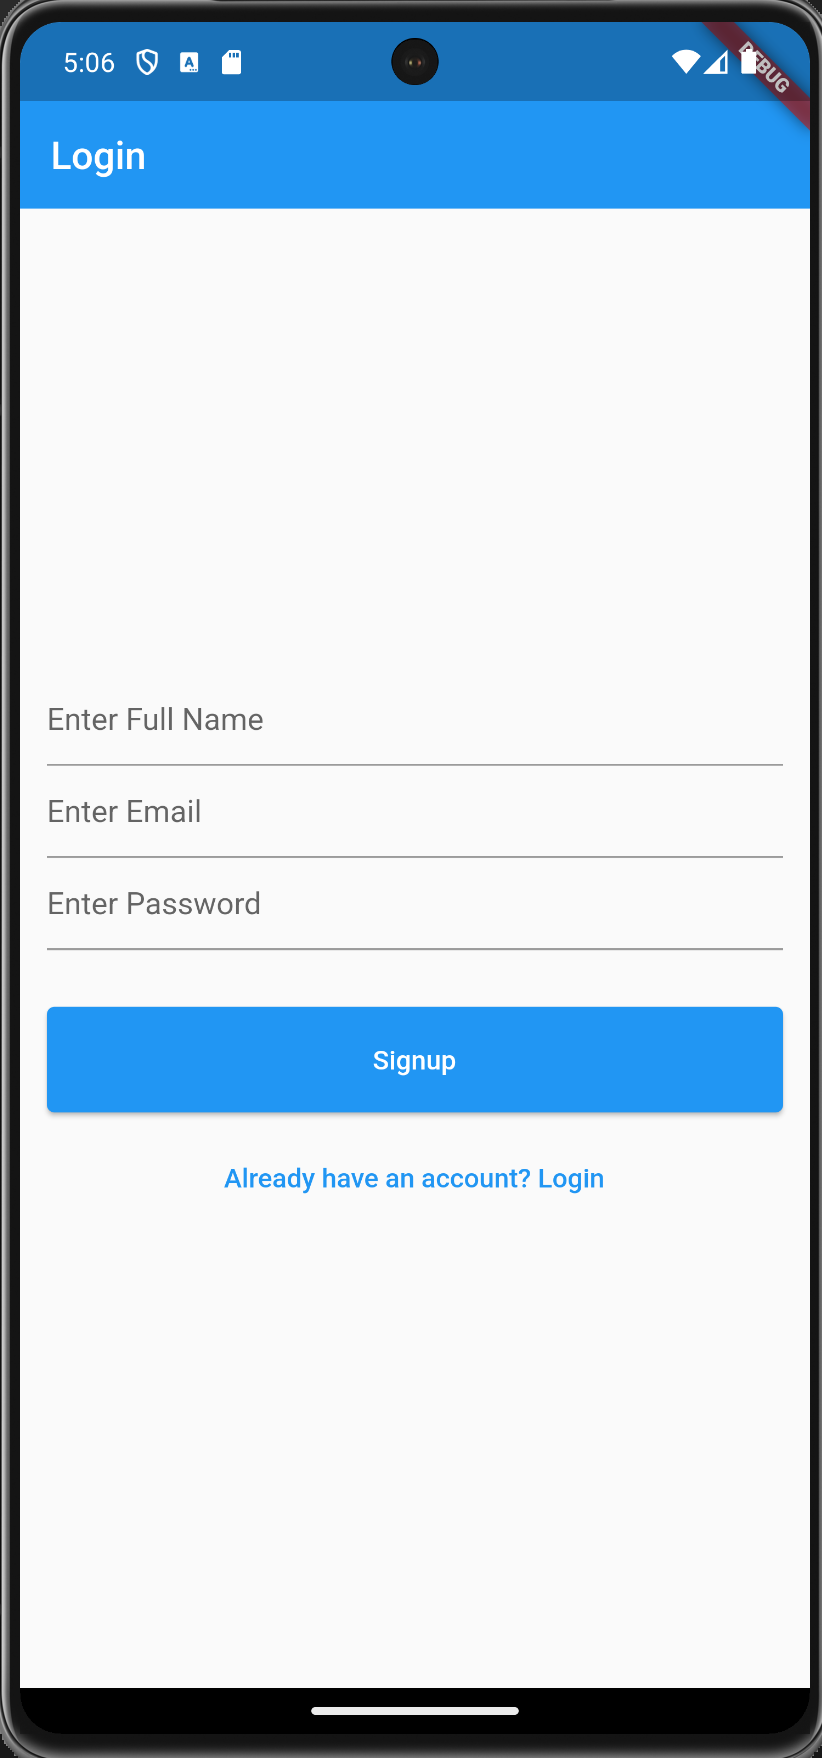 5:06
DEBUG
Login
Enter Full Name
Enter Email
Enter Password
Signup
Already have an account? Login